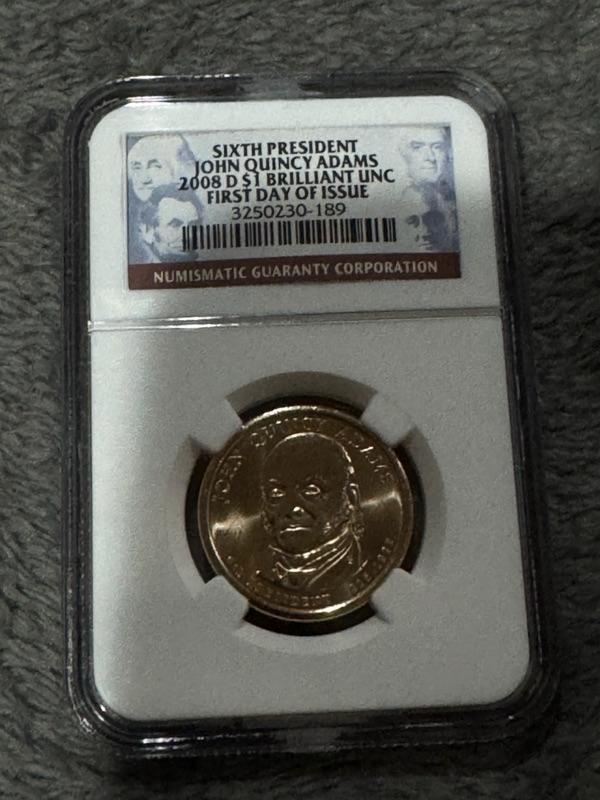 SIXTH PRESIDENT
JOHN QUINCY ADAMS
2008 D $1 BRILLIANT UNC
FIRST DAY OF ISSUE
3250230-189
NUMISMATIC GUARANTY CORPORATION
JOHN QUINCY ADAMS
PRESIDENT